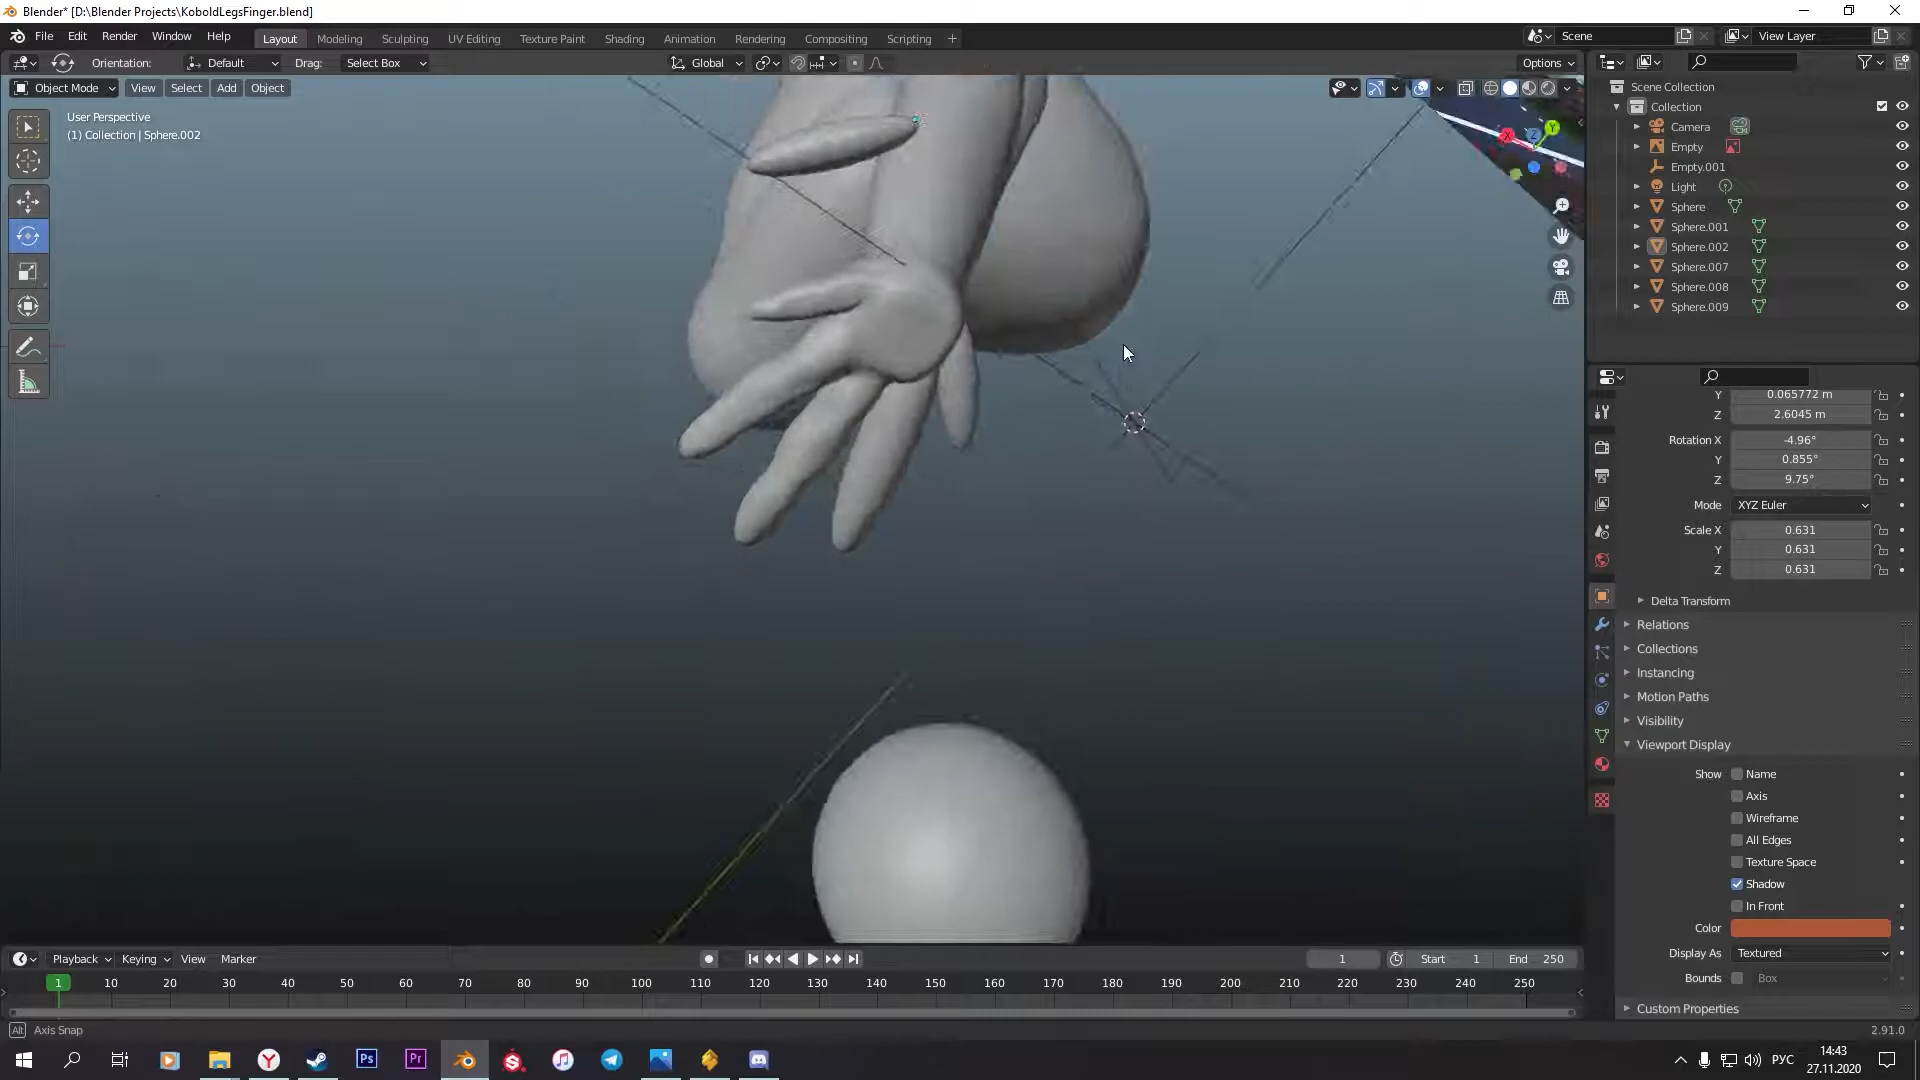 Blender* [D:\Blender Projects\KoboldLegsFinger.blend]
File Edit Render Window Help Layout Modeling Sculpting UV Editing Texture Paint Shading Animation Rendering Compositing Scripting + Scene View Layer
Orientation: Default Drag: Select Box Global Options
Object Mode View Select Add Object
User Perspective
(1) Collection | Sphere.002
X Y Z
Scene Collection
Collection
Camera
Empty
Empty.001
Light
Sphere
Sphere.001
Sphere.002
Sphere.007
Sphere.008
Sphere.009
Y 0.065772 m
Z 2.6045 m
Rotation X -4.96°
Y 0.855°
Z 9.75°
Mode XYZ Euler
Scale X 0.631
Y 0.631
Z 0.631
Delta Transform
Relations
Collections
Instancing
Motion Paths
Visibility
Viewport Display
Show Name
Axis
Wireframe
All Edges
Texture Space
Shadow
In Front
Color
Display As Textured
Bounds Box
Custom Properties
Playback Keying View Marker 1 Start 1 End 250
1 10 20 30 40 50 60 70 80 90 100 110 120 130 140 150 160 170 180 190 200 210 220 230 240 250
Alt Axis Snap 2.91.0
Ps Pr РУС 14:43
27.11.2020